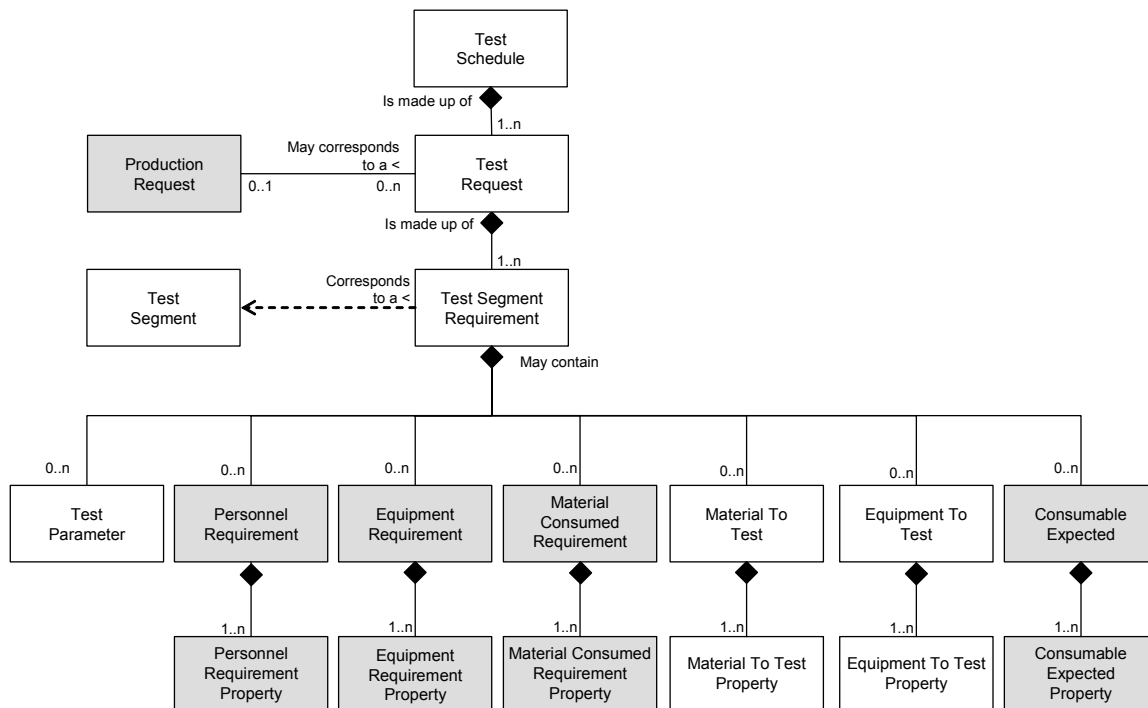 Test
Schedule
Is made up of
1..n
Production
Request
May corresponds
to a <
0..1
0..n
Test
Request
Is made up of
1..n
Test
Segment
Corresponds
to a <
Test Segment
Requirement
May contain
0..n
0..n
0..n
0..n
0..n
0..n
0..n
Test
Parameter
Personnel
Requirement
Equipment
Requirement
Material
Consumed
Requirement
Material To
Test
Equipment To
Test
Consumable
Expected
1..n
1..n
1..n
1..n
1..n
1..n
Personnel
Requirement
Property
Equipment
Requirement
Property
Material Consumed
Requirement
Property
Material To Test
Property
Equipment To Test
Property
Consumable
Expected
Property